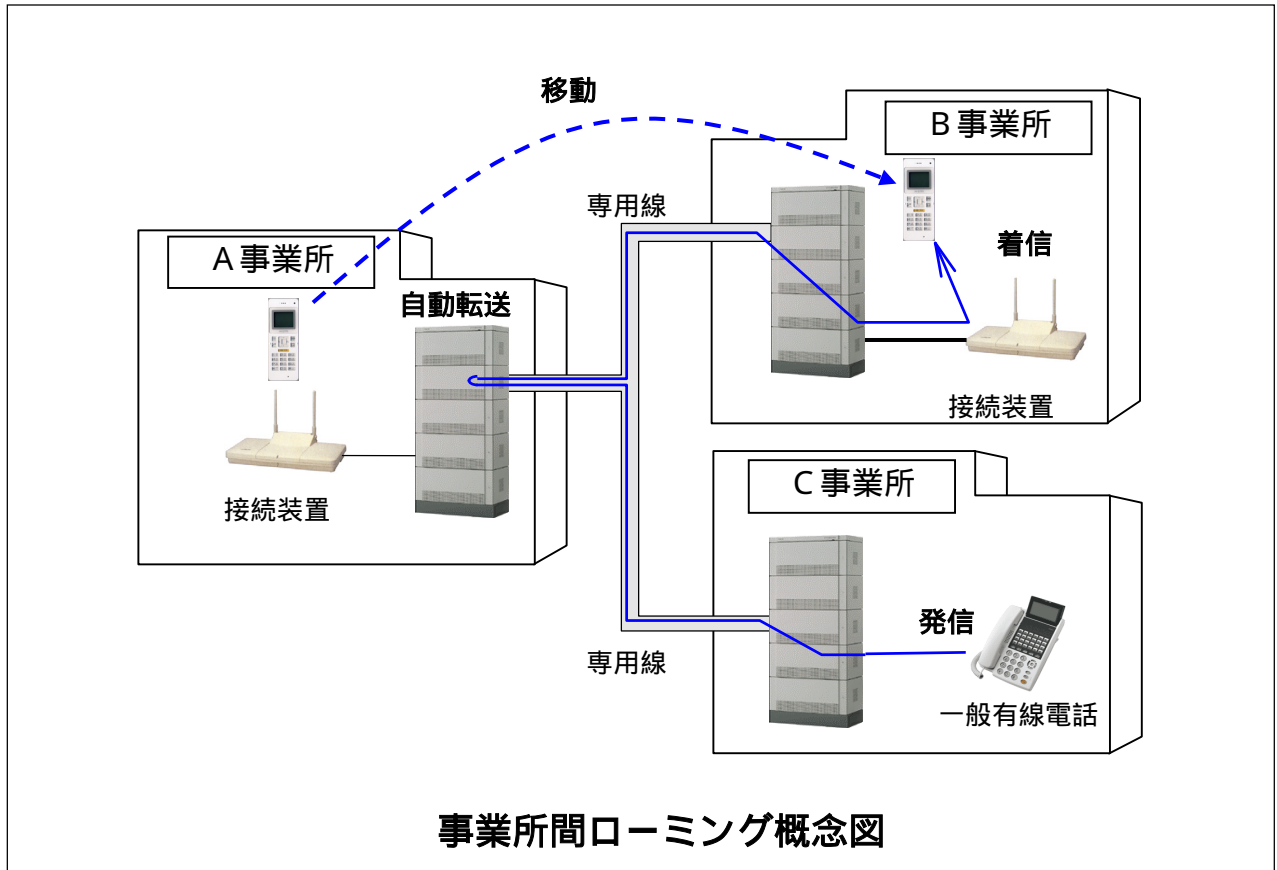 移動
B事業所
専用線
着信
A事業所
自動転送
接続装置
接続装置
C事業所
発信
専用線
一般有線電話
事業所間ローミング概念図